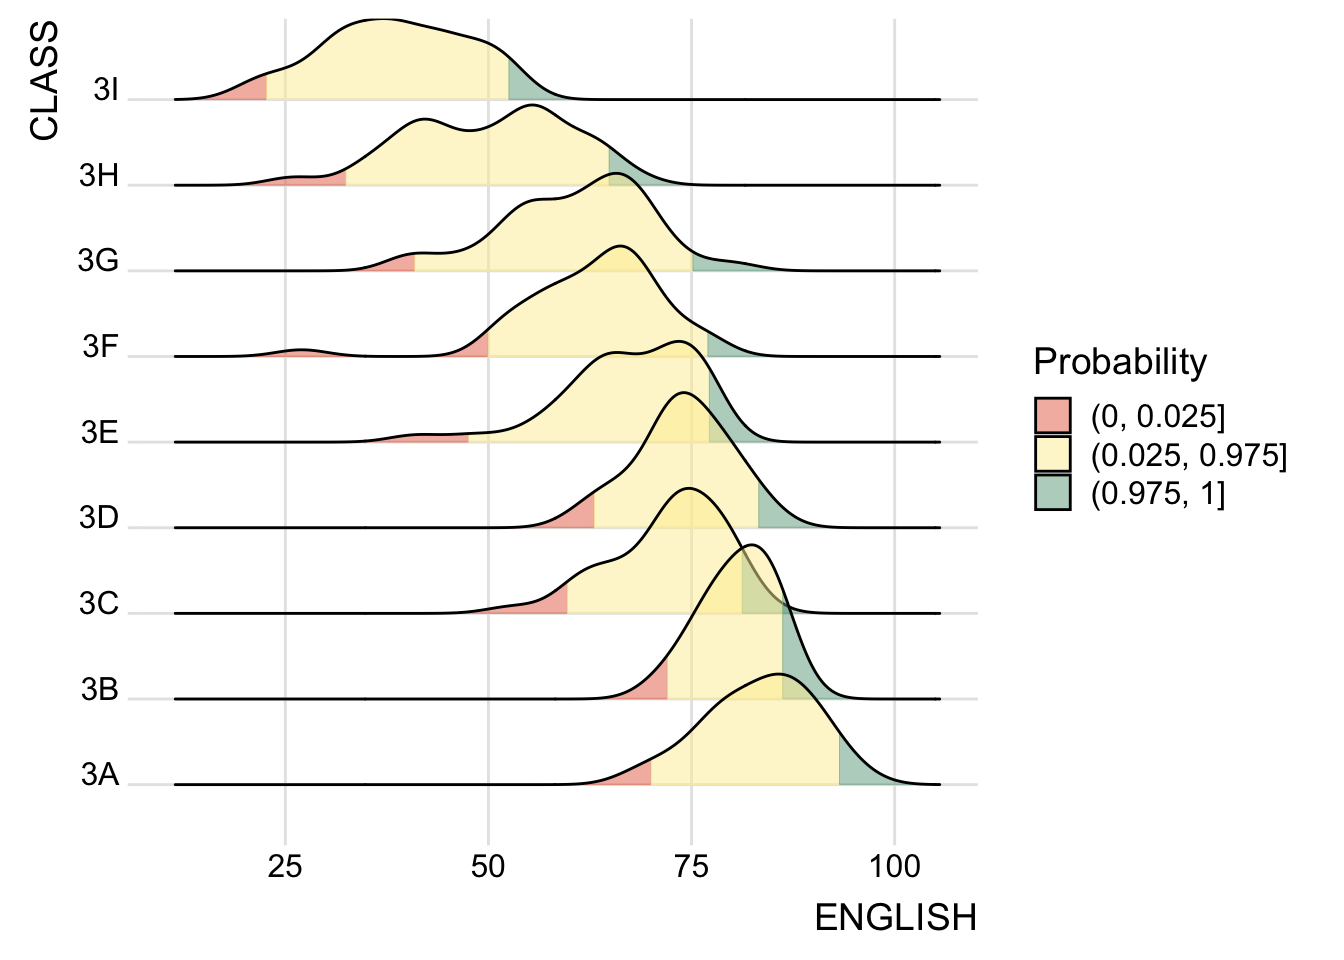 CLASS
3I
3H
3G
3F
3E
3D
3C
3B
3A
25 50 75 100
ENGLISH
Probability
(0, 0.025]
(0.025, 0.975]
(0.975, 1]